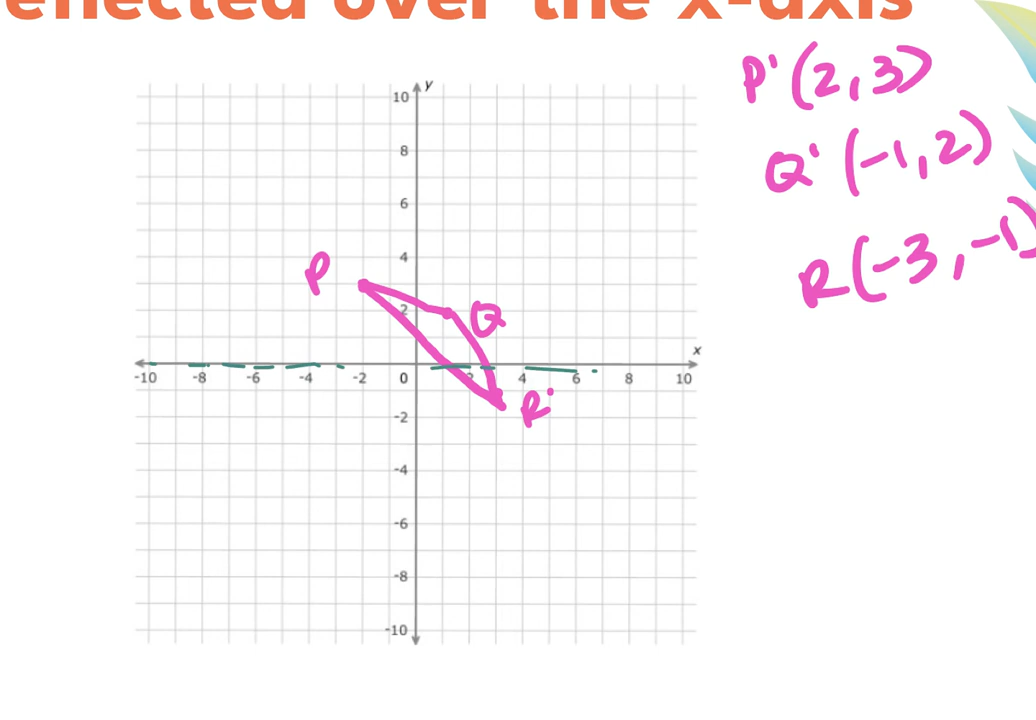 eflected over the x-axis
P'(2,3)
Q'(-1,2)
R(-3,-1)
y
10
8
6
4
2
P
Q
x
-10 -8 -6 -4 -2 0 2 4 6 8 10
R'
-2
-4
-6
-8
-10